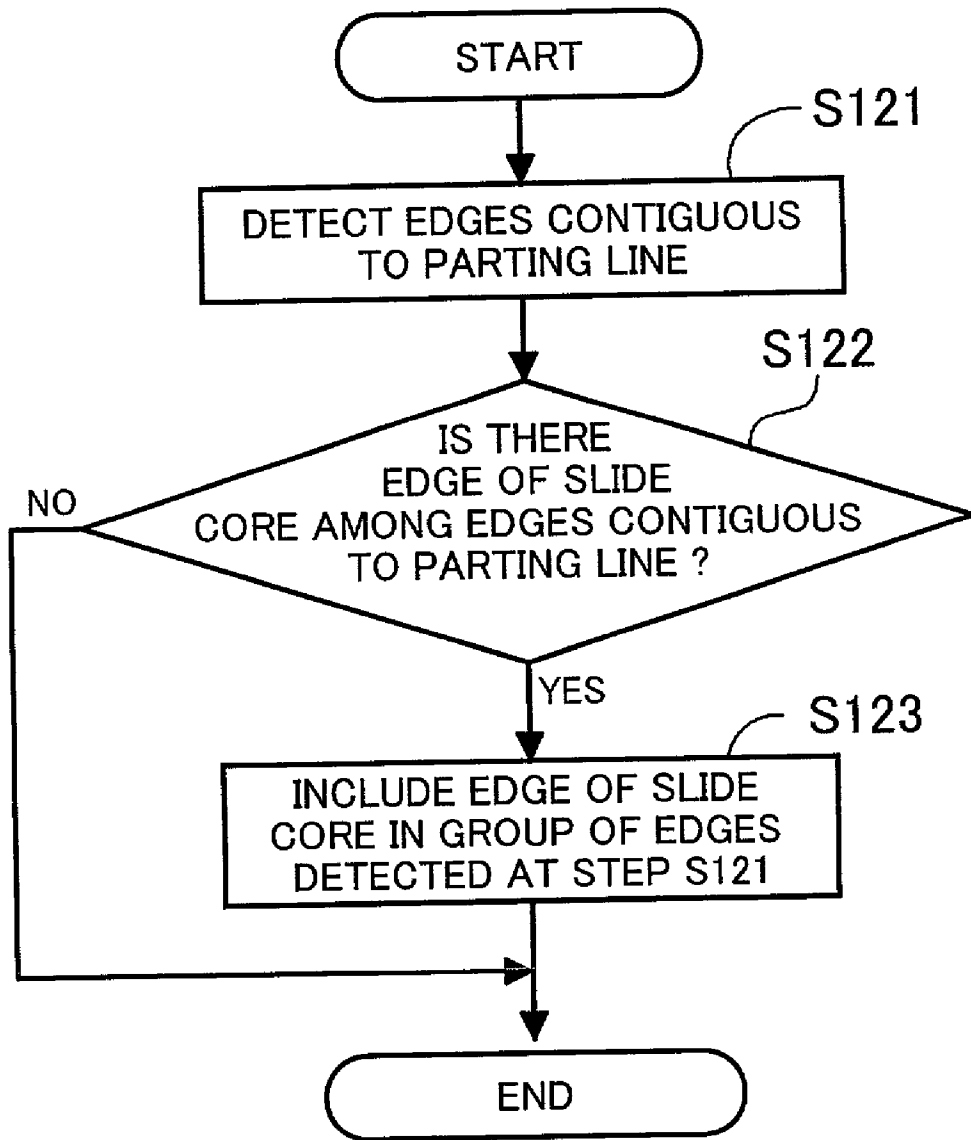 START
S121
DETECT EDGES CONTIGUOUS
TO PARTING LINE
S122
IS THERE
EDGE OF SLIDE
CORE AMONG EDGES CONTIGUOUS
TO PARTING LINE ?
NO
YES
S123
INCLUDE EDGE OF SLIDE
CORE IN GROUP OF EDGES
DETECTED AT STEP S121
END